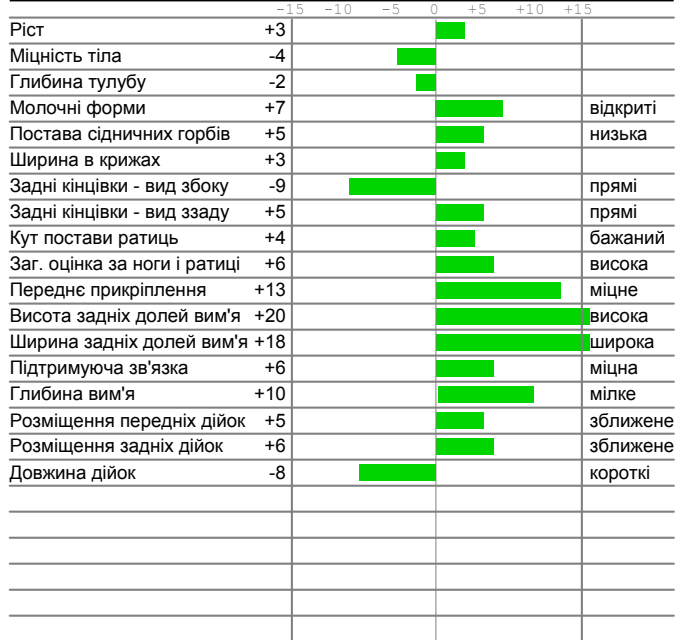 -15 -10 -5 0 +5 +10 +15
Ріст +3
Міцність тіла -4
Глибина тулубу -2
Молочні форми +7 відкриті
Постава сідничних горбів +5 низька
Ширина в крижах +3
Задні кінцівки - вид збоку -9 прямі
Задні кінцівки - вид ззаду +5 прямі
Кут постави ратиць +4 бажаний
Заг. оцінка за ноги і ратиці +6 висока
Переднє прикріплення +13 міцне
Висота задніх долей вим'я +20 висока
Ширина задніх долей вим'я +18 широка
Підтримуюча зв'язка +6 міцна
Глибина вим'я +10 мілке
Розміщення передніх дійок +5 зближене
Розміщення задніх дійок +6 зближене
Довжина дійок -8 короткі